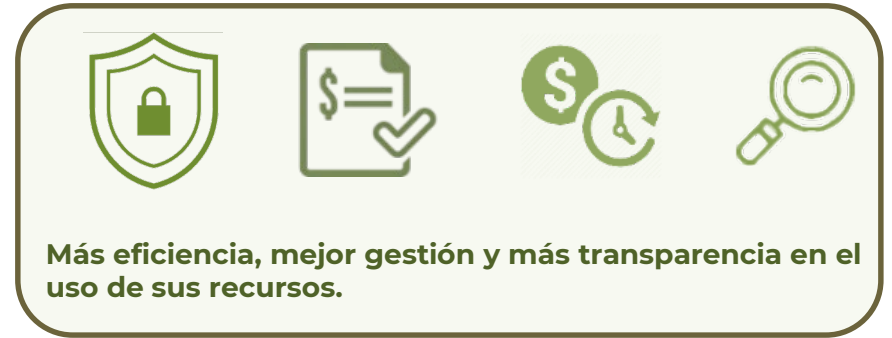 $
$
Más eficiencia, mejor gestión y más transparencia en el
uso de sus recursos.